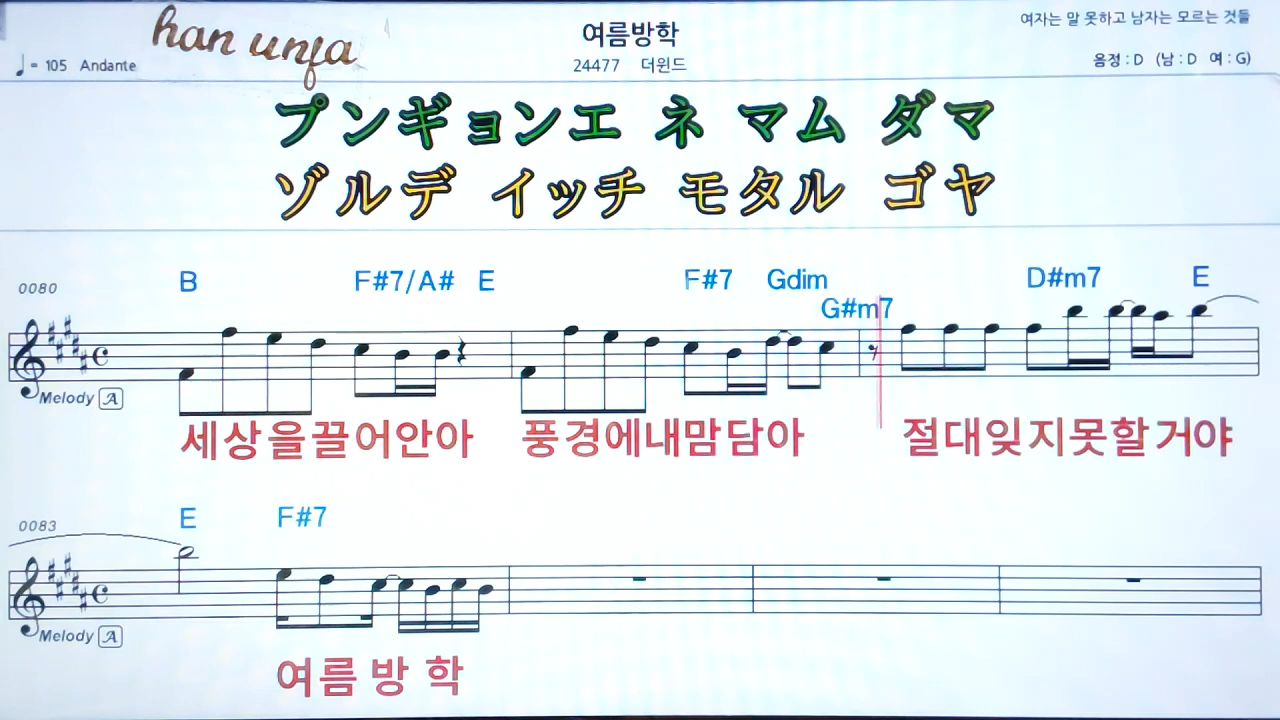 han unfa
여름방학
여자는 말 못하고 남자는 모르는 것들
♩= 105 Andante
24477 더윈드
음정 : D (남 : D 여 : G)
プンギョンエ ネ マム ダマ
ゾルデ イッチ モタル ゴヤ
0080
B F#7/A# E F#7 Gdim G#m7 D#m7 E
Melody A
세상을끌어안아 풍경에내맘담아 절대잊지못할거야
0083
E F#7
Melody A
여름 방 학